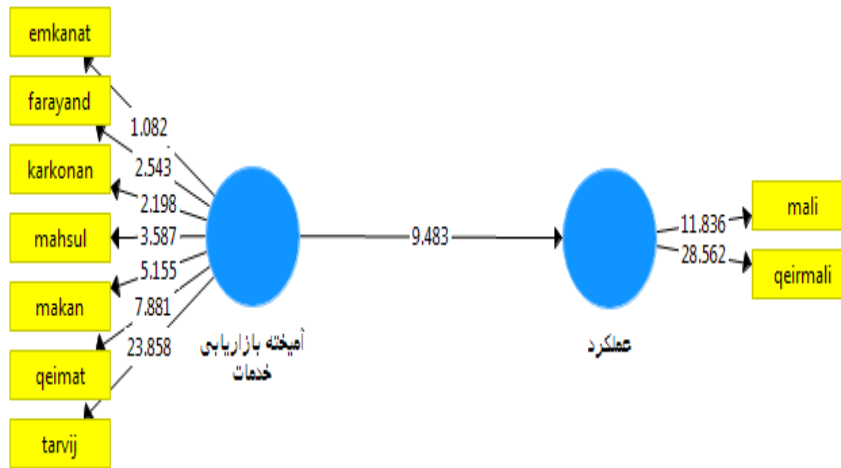 emkanat
farayand
karkonan
mahsul
makan
qeimat
tarvij
1.082
2.543
2.198
3.587
5.155
7.881
23.858
آمیخته بازاریابی
خدمات
9.483
عملکرد
11.836
28.562
mali
qeirmali